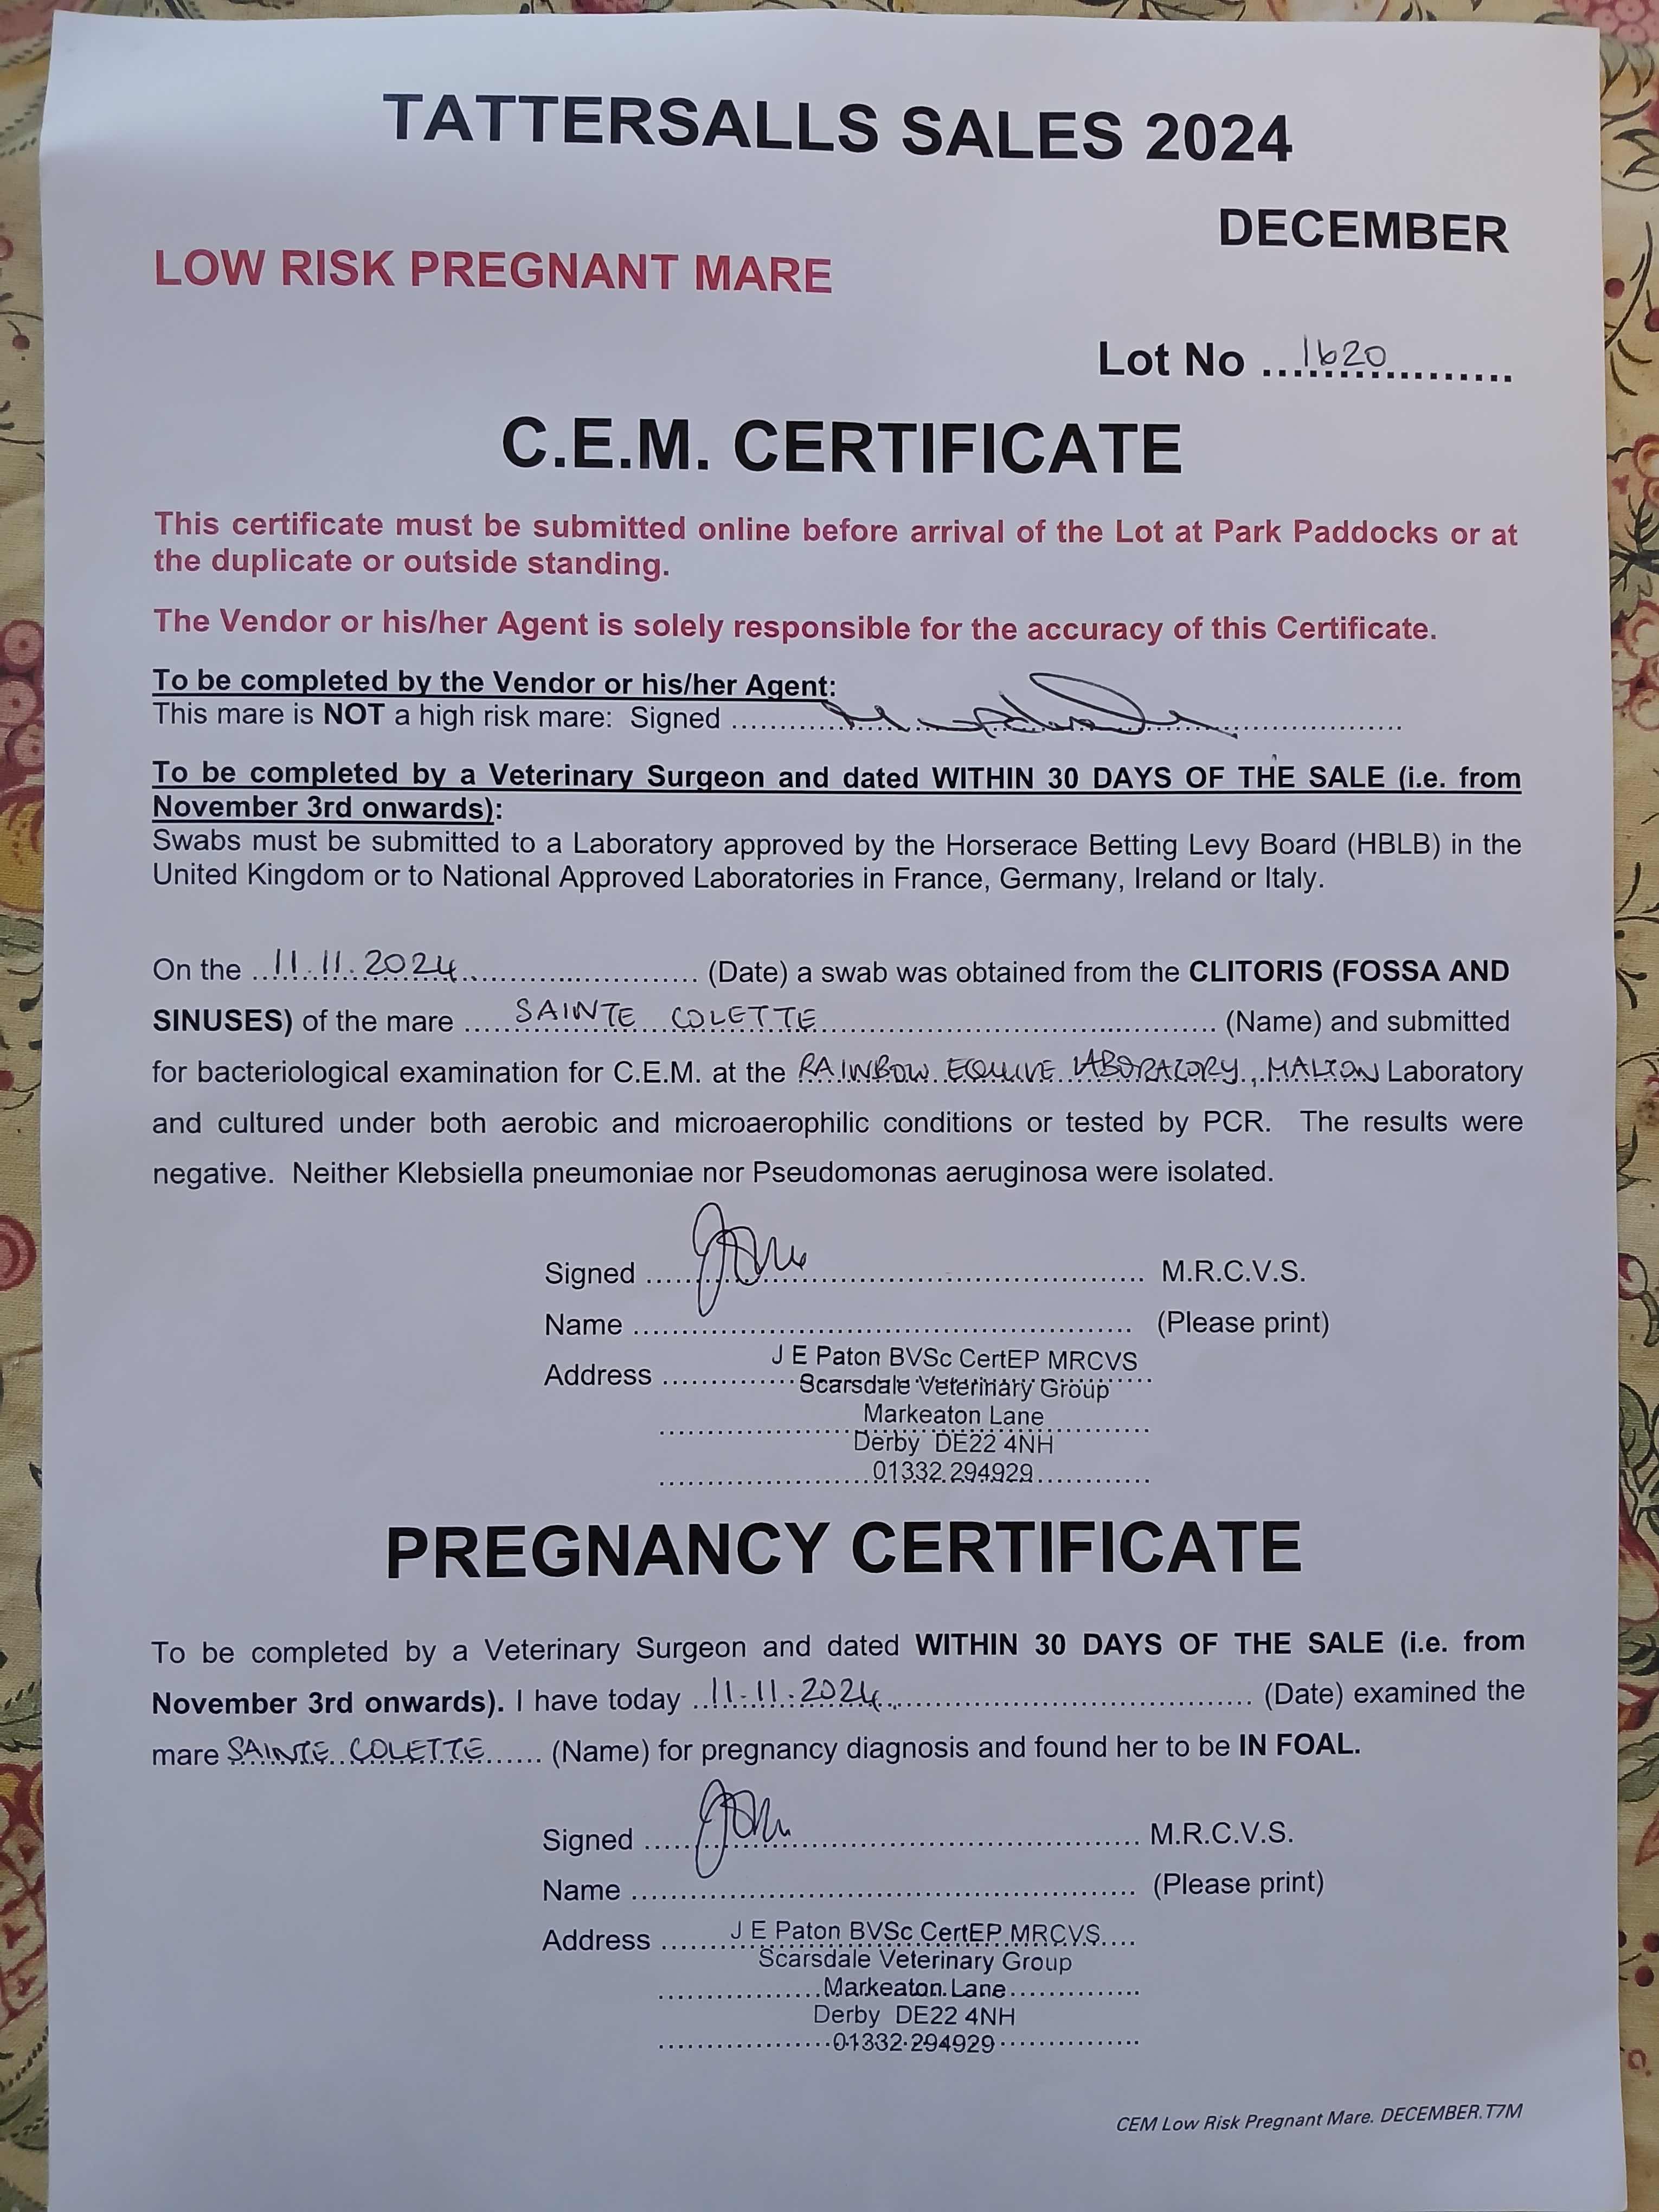 TATTERSALLS SALES 2024
DECEMBER
LOW RISK PREGNANT MARE
Lot No ....1620................
C.E.M. CERTIFICATE
This certificate must be submitted online before arrival of the Lot at Park Paddocks or at
the duplicate or outside standing.
The Vendor or his/her Agent is solely responsible for the accuracy of this Certificate.
To be completed by the Vendor or his/her Agent:
This mare is NOT a high risk mare: Signed ........................................
To be completed by a Veterinary Surgeon and dated WITHIN 30 DAYS OF THE SALE (i.e. from
November 3rd onwards):
Swabs must be submitted to a Laboratory approved by the Horserace Betting Levy Board (HBLB) in the
United Kingdom or to National Approved Laboratories in France, Germany, Ireland or Italy.
On the ..11.11.2024........................ (Date) a swab was obtained from the CLITORIS (FOSSA AND
SINUSES) of the mare .....SAINTE COLETTE........................................ (Name) and submitted
for bacteriological examination for C.E.M. at the RAINBOW EQUINE LABORATORY, MALTON Laboratory
and cultured under both aerobic and microaerophilic conditions or tested by PCR. The results were
negative. Neither Klebsiella pneumoniae nor Pseudomonas aeruginosa were isolated.
Signed ........................................ M.R.C.V.S.
Name ........................................ (Please print)
J E Paton BVSc CertEP MRCVS
Address ........................................
Scarsdale Veterinary Group
Markeaton Lane
Derby DE22 4NH
01332 294929
PREGNANCY CERTIFICATE
To be completed by a Veterinary Surgeon and dated WITHIN 30 DAYS OF THE SALE (i.e. from
November 3rd onwards). I have today ..11.11.2024........................................ (Date) examined the
mare SAINTE COLETTE...... (Name) for pregnancy diagnosis and found her to be IN FOAL.
Signed ........................................ M.R.C.V.S.
Name ........................................ (Please print)
Address ........J E Paton BVSc CertEP MRCVS....
Scarsdale Veterinary Group
Markeaton Lane
Derby DE22 4NH
01332 294929
CEM Low Risk Pregnant Mare. DECEMBER.T7M